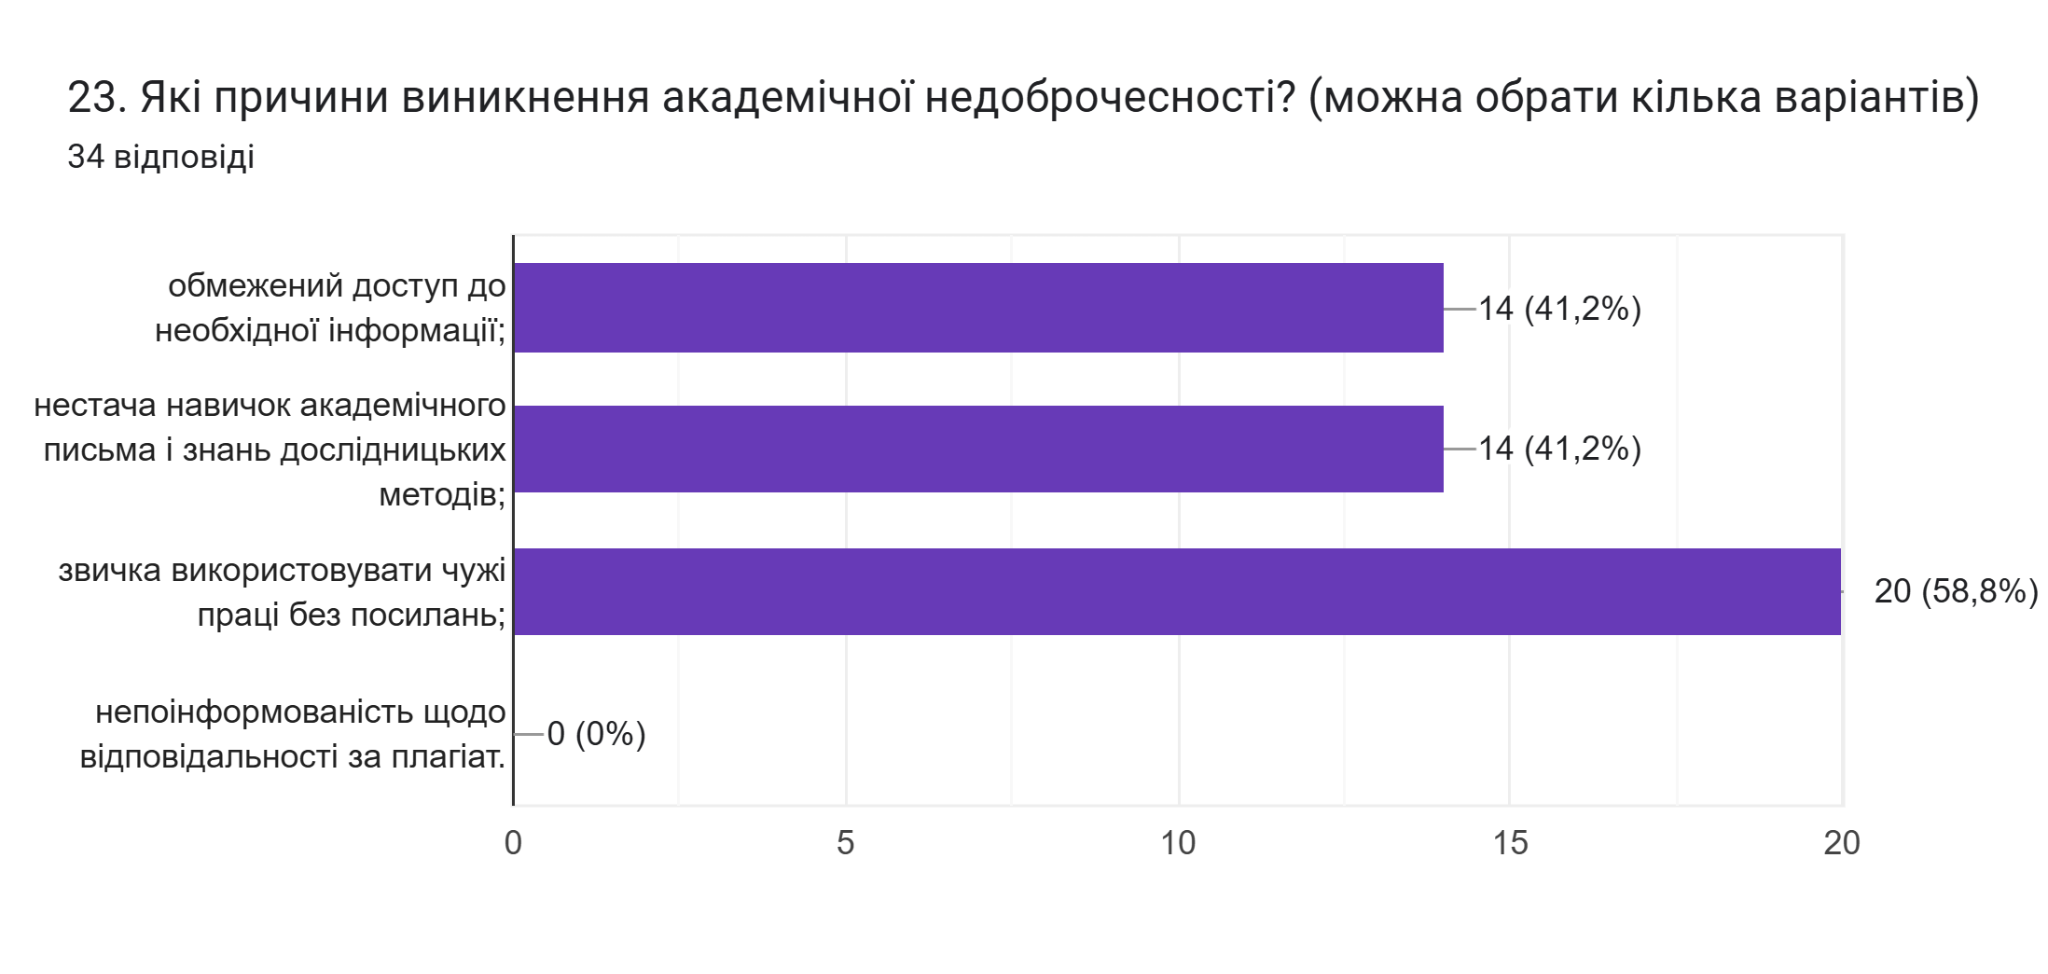 23. Які причини виникнення академічної недоброчесності? (можна обрати кілька варіантів)
34 відповіді
обмежений доступ до
необхідної інформації;
14 (41,2%)
нестача навичок академічного
письма і знань дослідницьких
методів;
14 (41,2%)
звичка використовувати чужі
праці без посилань;
20 (58,8%)
непоінформованість щодо
відповідальності за плагіат.
0 (0%)
0 5 10 15 20